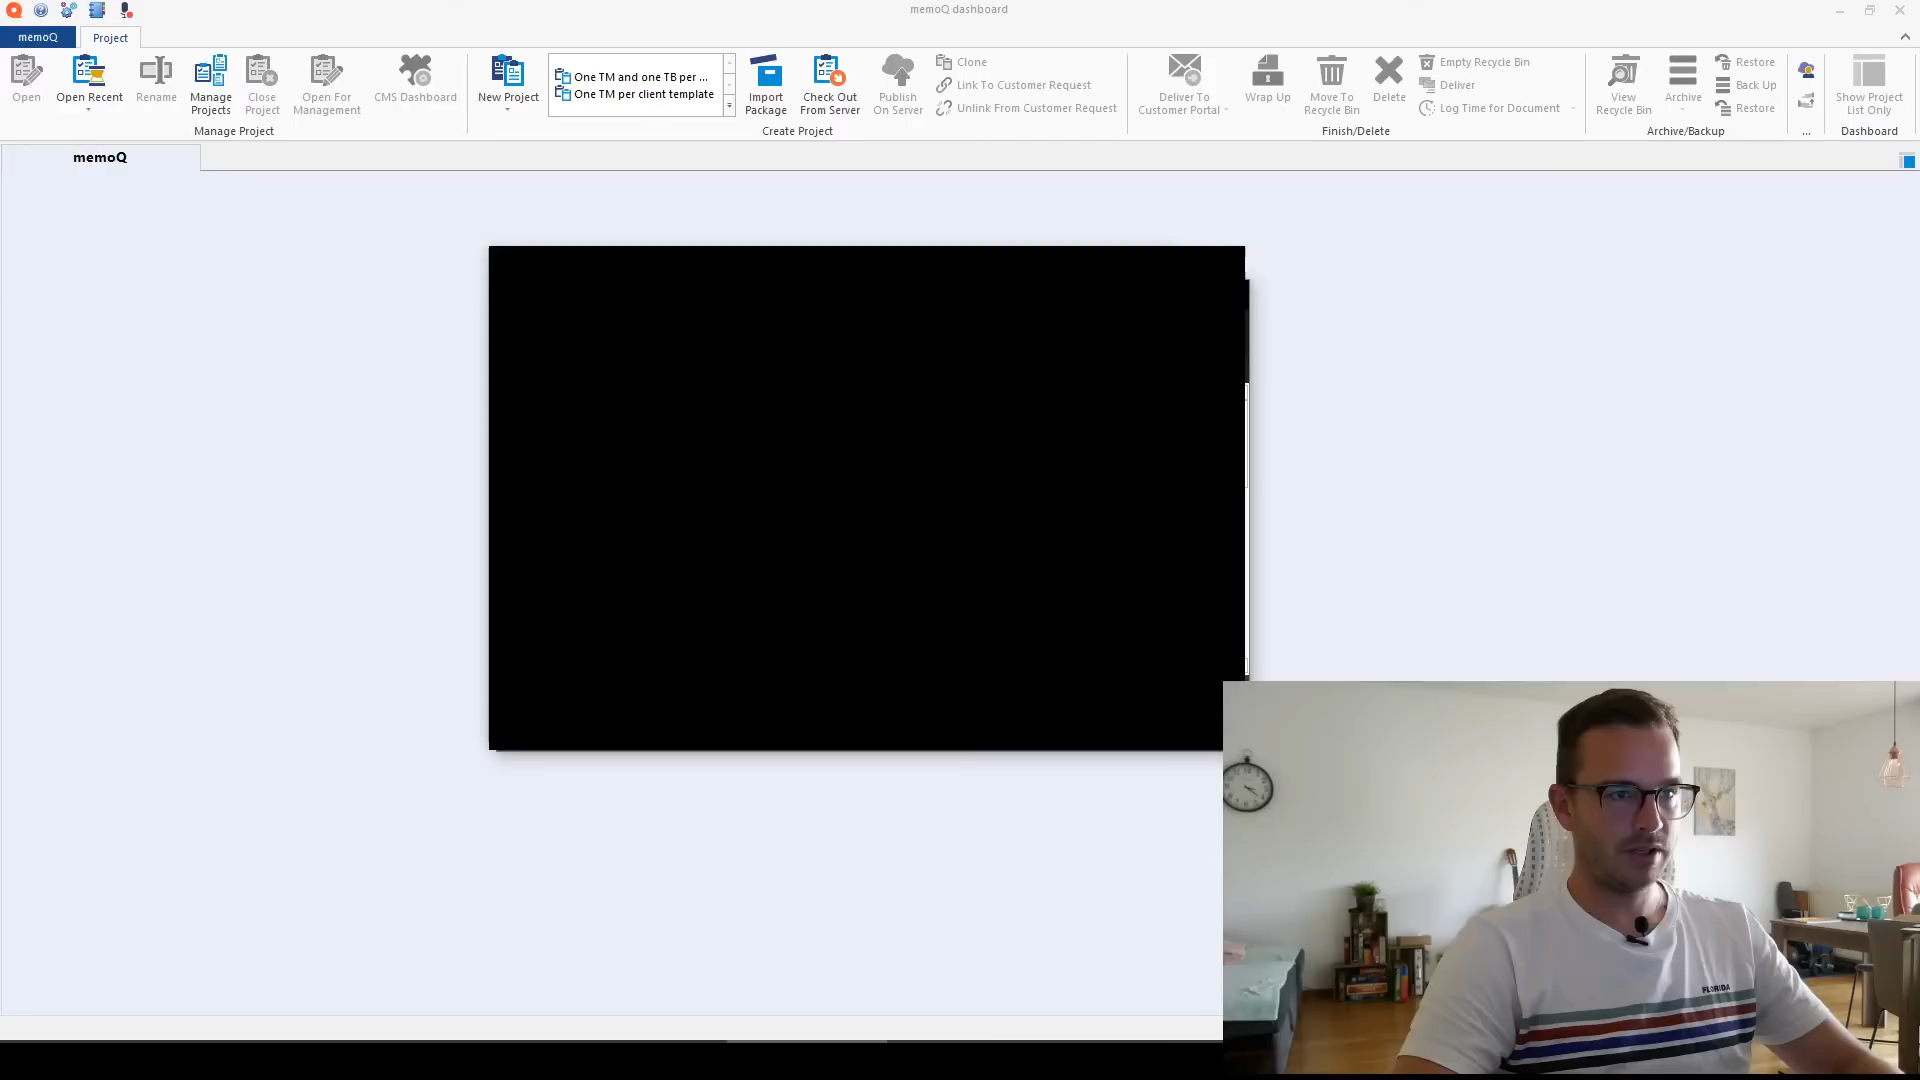 memoQ dashboard
memoQ
Project
Open
Open Recent
Rename
Manage
Projects
Close
Project
Open For
Management
CMS Dashboard
Manage Project
New Project
One TM and one TB per ...
One TM per client template
Import
Package
Check Out
From Server
Publish
On Server
Clone
Link To Customer Request
Unlink From Customer Request
Create Project
Deliver To
Customer Portal
Wrap Up
Move To
Recycle Bin
Delete
Empty Recycle Bin
Deliver
Log Time for Document
Finish/Delete
View
Recycle Bin
Archive
Restore
Back Up
Restore
Archive/Backup
...
Show Project
List Only
Dashboard
memoQ
FLORIDA